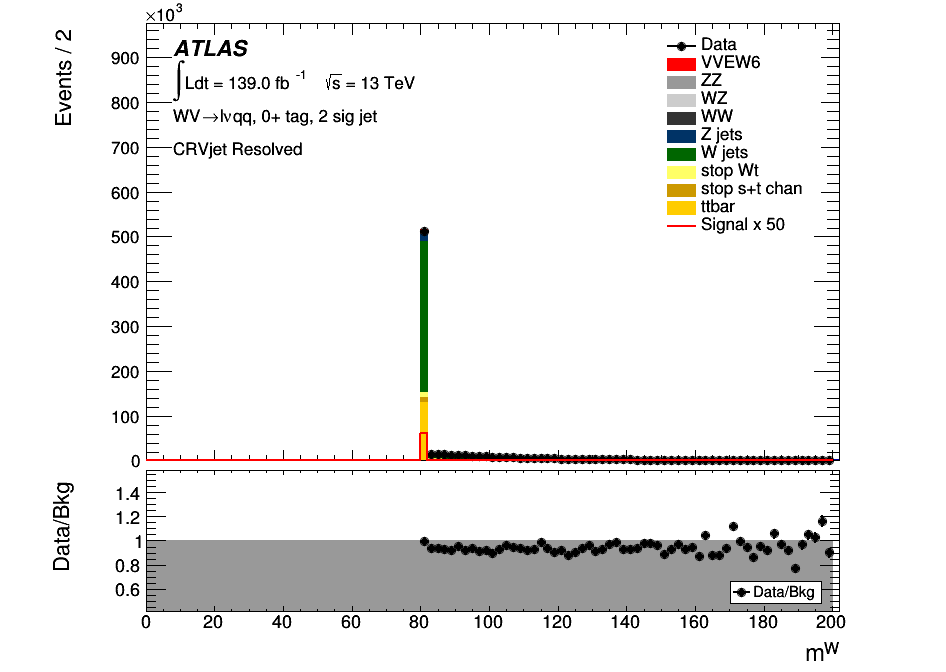 ×10³
Events / 2
900
800
700
600
500
400
300
200
100
0
ATLAS
∫Ldt = 139.0 fb⁻¹ √s = 13 TeV
WV→lνqq, 0+ tag, 2 sig jet
CRVjet Resolved
Data
VVEW6
ZZ
WZ
WW
Z jets
W jets
stop Wt
stop s+t chan
ttbar
Signal x 50
Data/Bkg
1.4
1.2
1
0.8
0.6
Data/Bkg
0 20 40 60 80 100 120 140 160 180 200
mᵂ